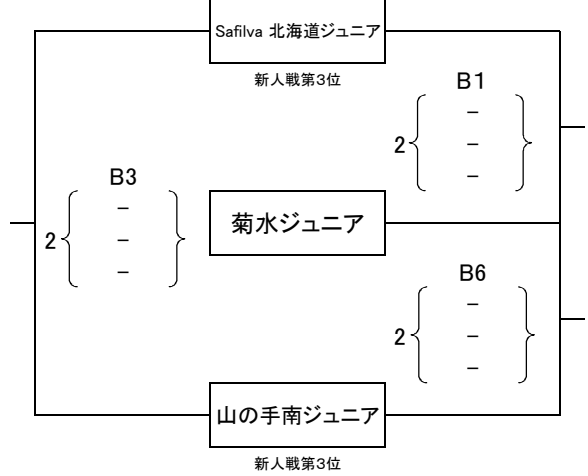 Safilva 北海道ジュニア
新人戦第３位
B1
－
2 －
－
B3
－
2 －
－
菊水ジュニア
B6
－
2 －
－
山の手南ジュニア
新人戦第３位